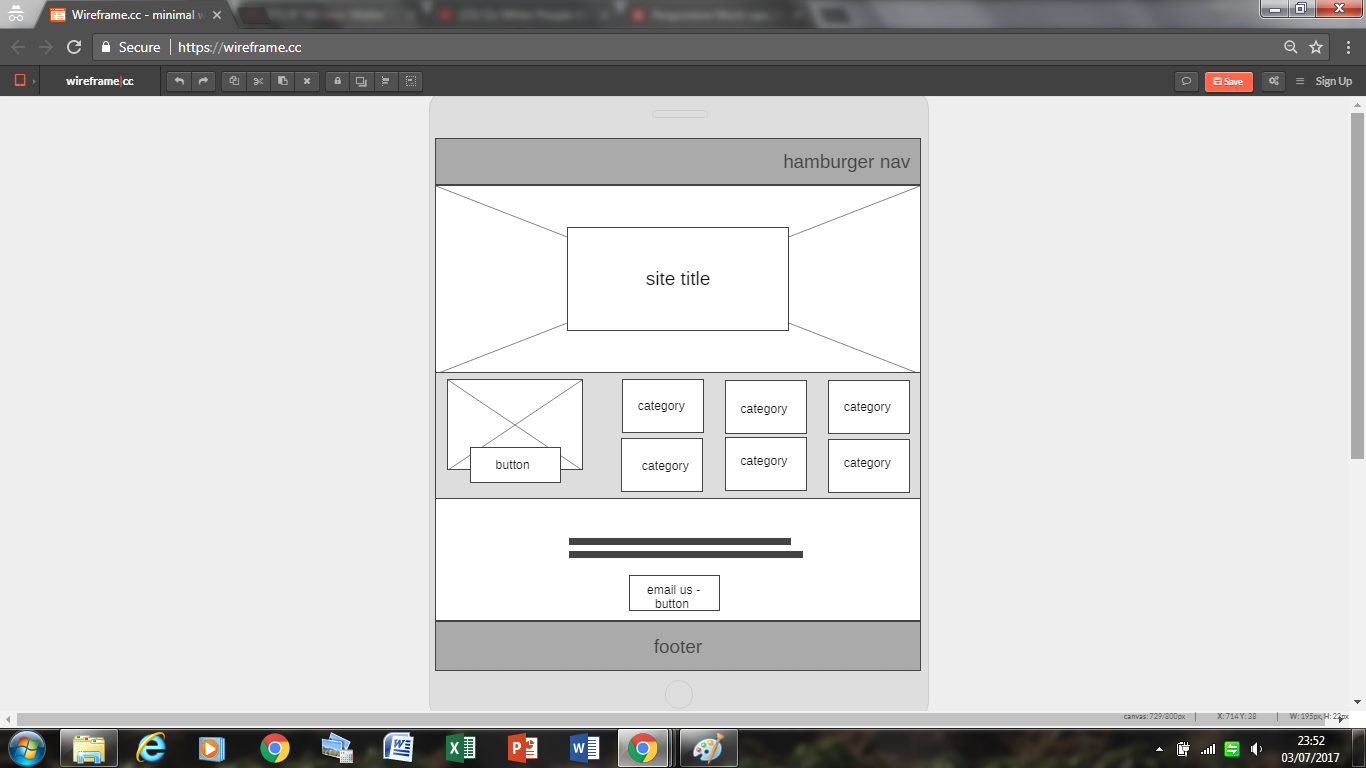 Wireframe.cc - minimal w
Secure
https://wireframe.cc
wireframe|cc
Save
Sign Up
hamburger nav
site title
category
category
category
button
category
category
category
email us -
button
footer
canvas: 729/800px
X: 714 Y: 38
W: 195px, H: 22px
23:52
03/07/2017